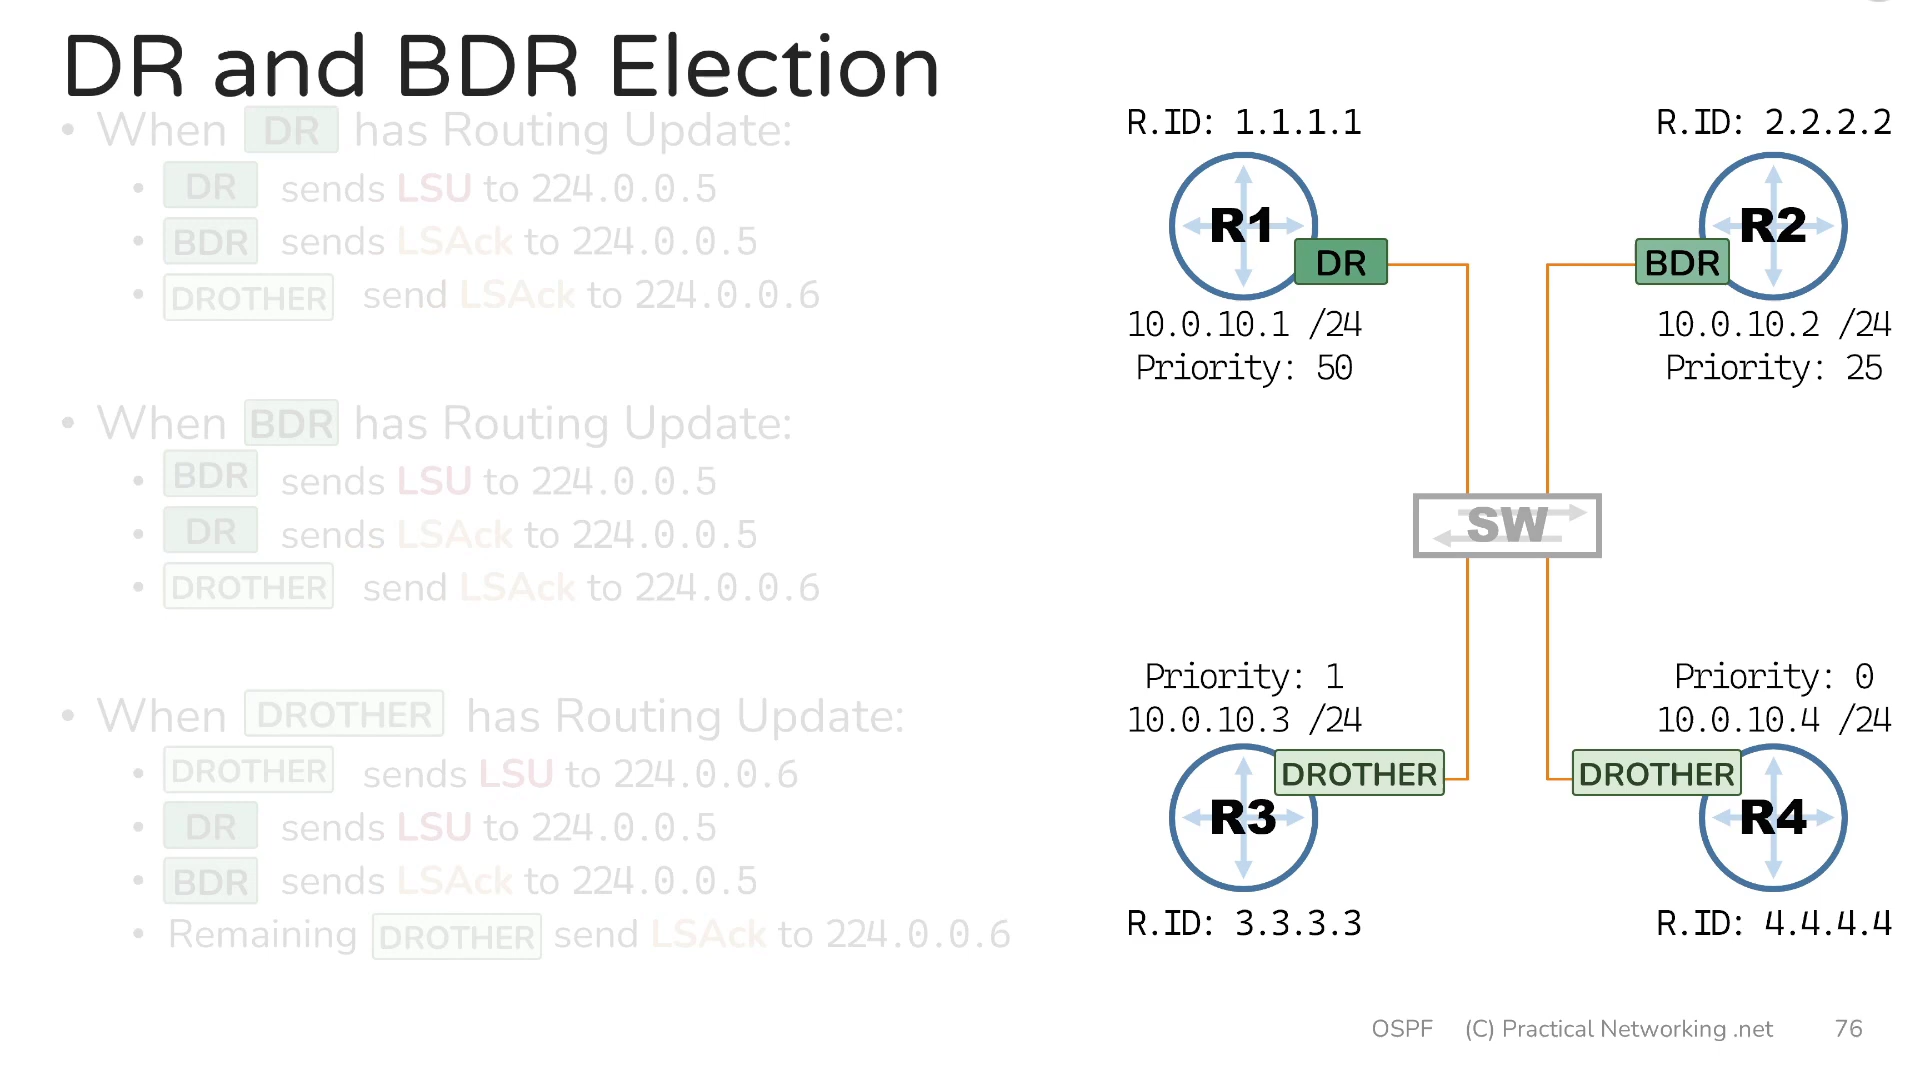 DR and BDR Election
• When DR has Routing Update:
• DR sends LSU to 224.0.0.5
• BDR sends LSAck to 224.0.0.5
• DROTHER send LSAck to 224.0.0.6
• When BDR has Routing Update:
• BDR sends LSU to 224.0.0.5
• DR sends LSAck to 224.0.0.5
• DROTHER send LSAck to 224.0.0.6
• When DROTHER has Routing Update:
• DROTHER sends LSU to 224.0.0.6
• DR sends LSU to 224.0.0.5
• BDR sends LSAck to 224.0.0.5
• Remaining DROTHER send LSAck to 224.0.0.6
R.ID: 1.1.1.1
R1
DR
10.0.10.1 /24
Priority: 50
R.ID: 2.2.2.2
R2
BDR
10.0.10.2 /24
Priority: 25
SW
Priority: 1
10.0.10.3 /24
DROTHER
R3
R.ID: 3.3.3.3
Priority: 0
10.0.10.4 /24
DROTHER
R4
R.ID: 4.4.4.4
OSPF (C) Practical Networking .net 76